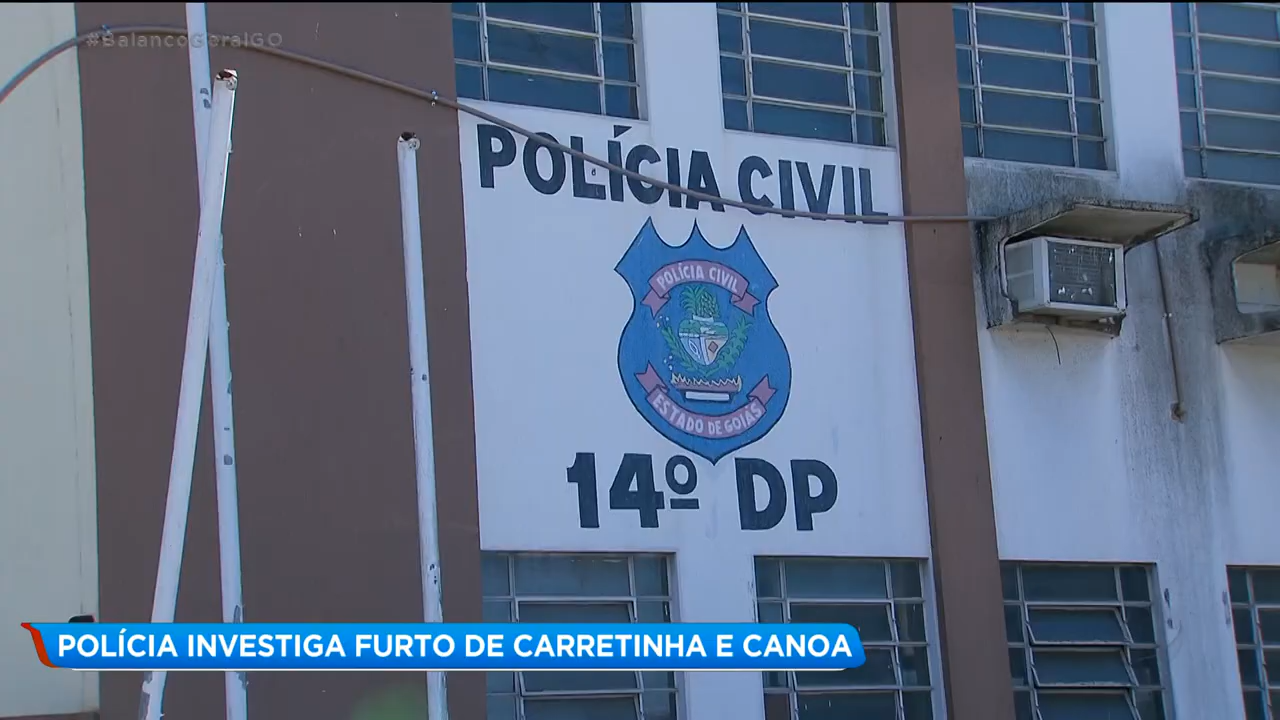 #BalancoGeralGO
POLÍCIA CIVIL
POLÍCIA CIVIL
ESTADO DE GOIÁS
14º DP
POLÍCIA INVESTIGA FURTO DE CARRETINHA E CANOA